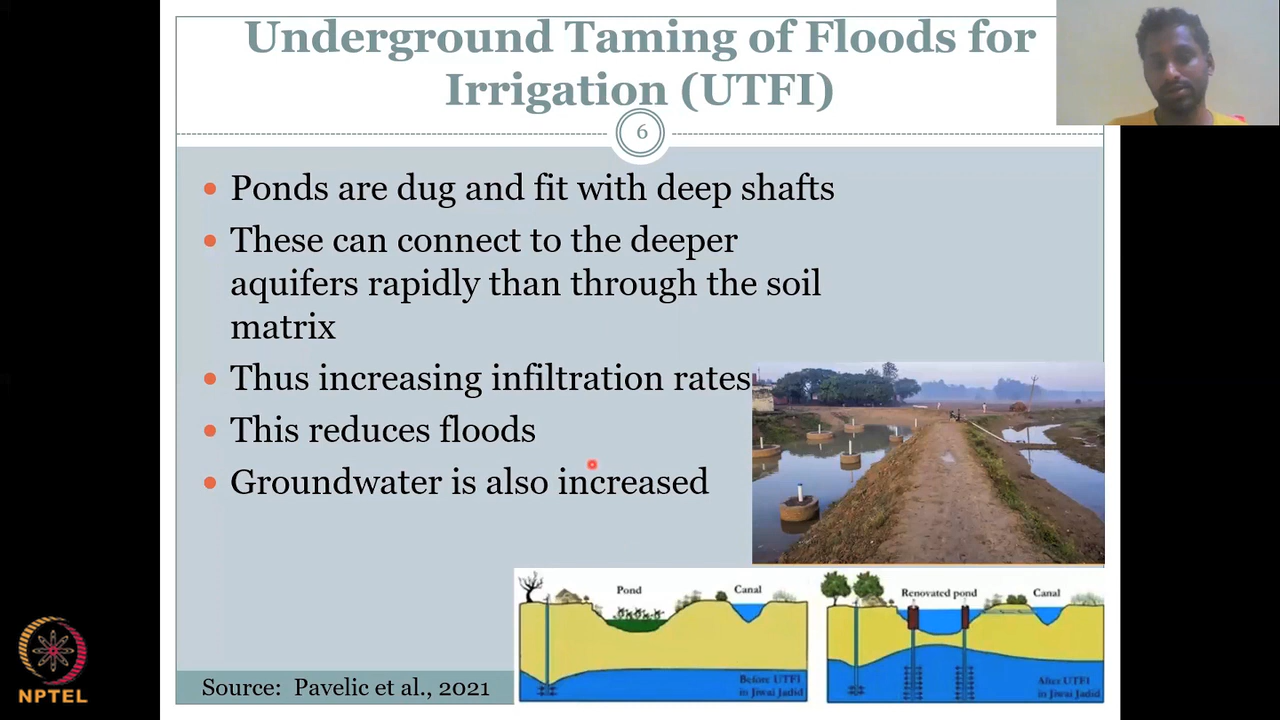 Underground Taming of Floods for
Irrigation (UTFI)
6
• Ponds are dug and fit with deep shafts
• These can connect to the deeper
aquifers rapidly than through the soil
matrix
• Thus increasing infiltration rates
• This reduces floods
• Groundwater is also increased
Pond
Canal
Before UTFI
in Jiwai Jadid
Renovated pond
Canal
After UTFI
in Jiwai Jadid
Source: Pavelic et al., 2021
NPTEL